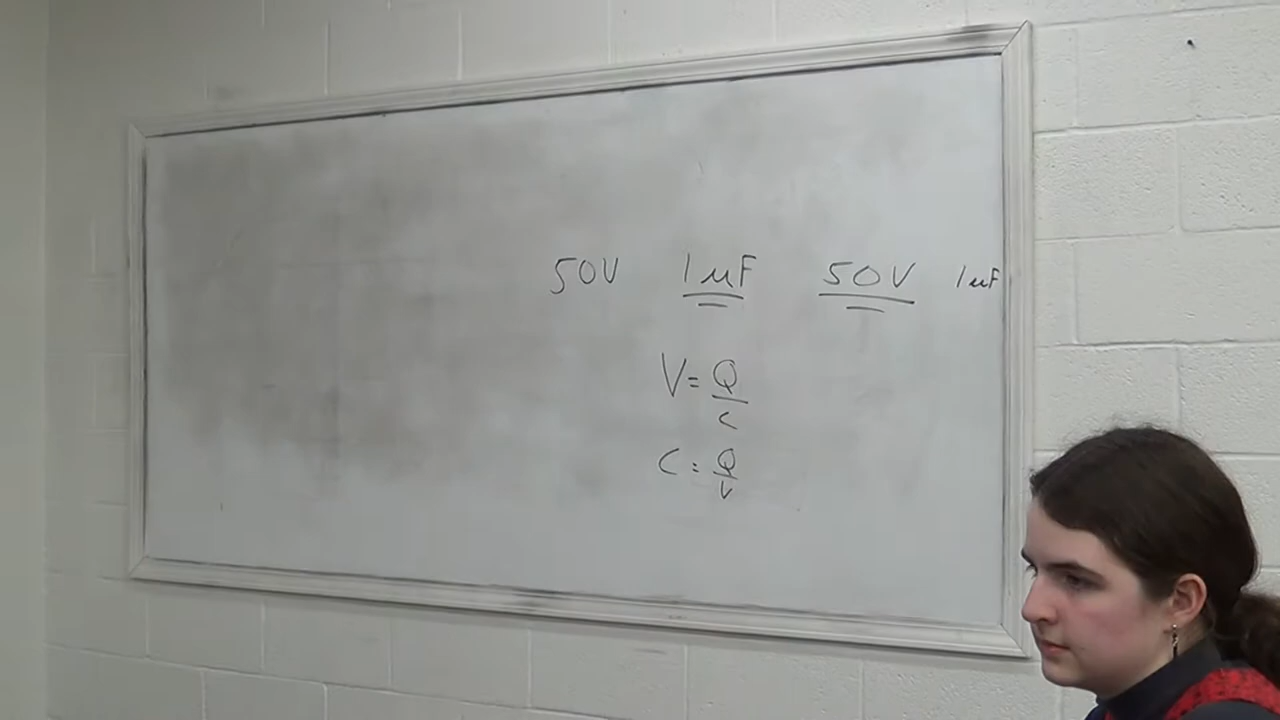 50V 1µF 50V 1µF
V = Q/C
C = Q/V